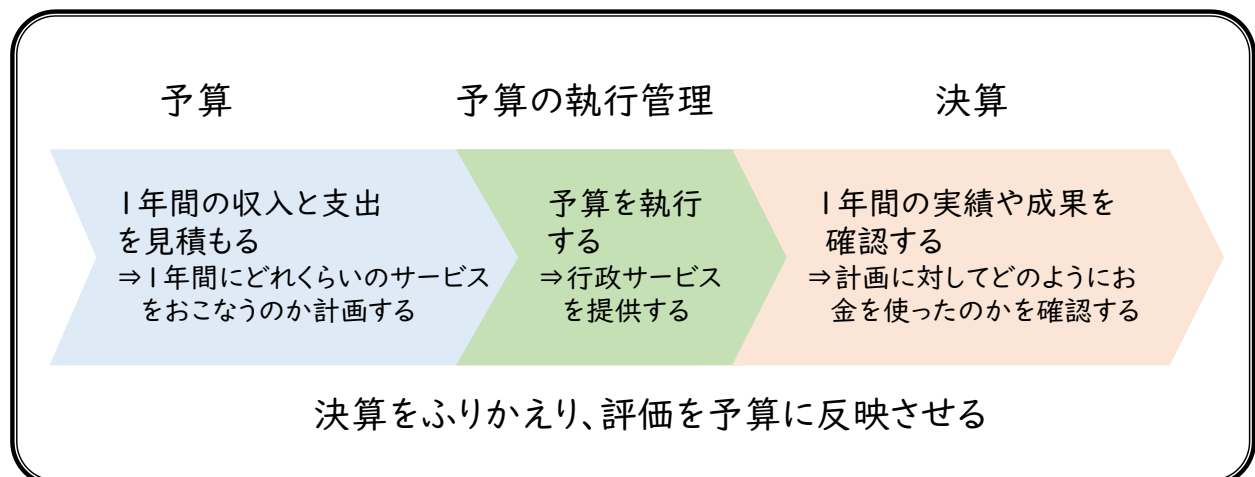 予算
予算の執行管理
決算
1年間の収入と支出
を見積もる
⇒1年間にどれくらいのサービス
をおこなうのか計画する
予算を執行
する
⇒行政サービス
を提供する
1年間の実績や成果を
確認する
⇒計画に対してどのようにお
金を使ったのかを確認する
決算をふりかえり、評価を予算に反映させる